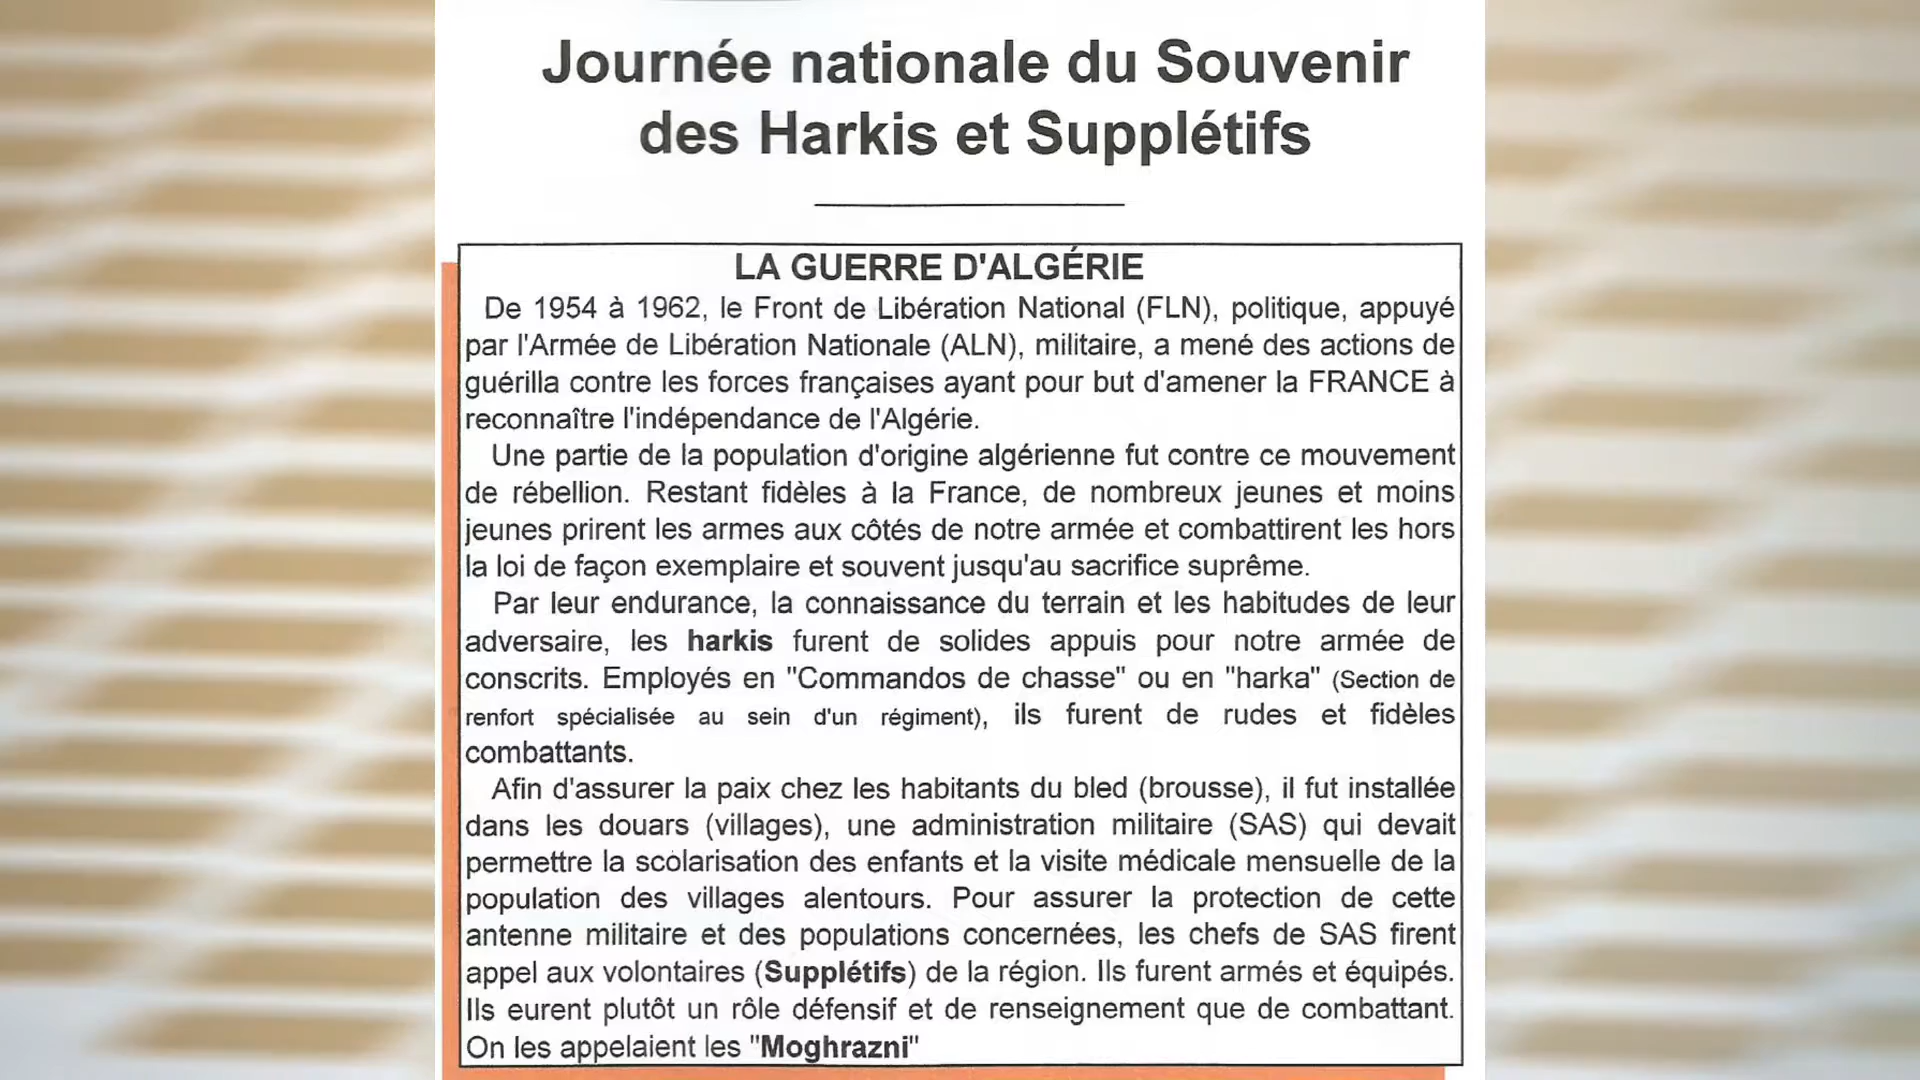 Journée nationale du Souvenir
des Harkis et Supplétifs
LA GUERRE D'ALGÉRIE
De 1954 à 1962, le Front de Libération National (FLN), politique, appuyé
par l'Armée de Libération Nationale (ALN), militaire, a mené des actions de
guérilla contre les forces françaises ayant pour but d'amener la FRANCE à
reconnaître l'indépendance de l'Algérie.
Une partie de la population d'origine algérienne fut contre ce mouvement
de rébellion. Restant fidèles à la France, de nombreux jeunes et moins
jeunes prirent les armes aux côtés de notre armée et combattirent les hors
la loi de façon exemplaire et souvent jusqu'au sacrifice suprême.
Par leur endurance, la connaissance du terrain et les habitudes de leur
adversaire, les harkis furent de solides appuis pour notre armée de
conscrits. Employés en "Commandos de chasse" ou en "harka" (Section de
renfort spécialisée au sein d'un régiment), ils furent de rudes et fidèles
combattants.
Afin d'assurer la paix chez les habitants du bled (brousse), il fut installée
dans les douars (villages), une administration militaire (SAS) qui devait
permettre la scolarisation des enfants et la visite médicale mensuelle de la
population des villages alentours. Pour assurer la protection de cette
antenne militaire et des populations concernées, les chefs de SAS firent
appel aux volontaires (Supplétifs) de la région. Ils furent armés et équipés.
Ils eurent plutôt un rôle défensif et de renseignement que de combattant.
On les appelaient les "Moghrazni"